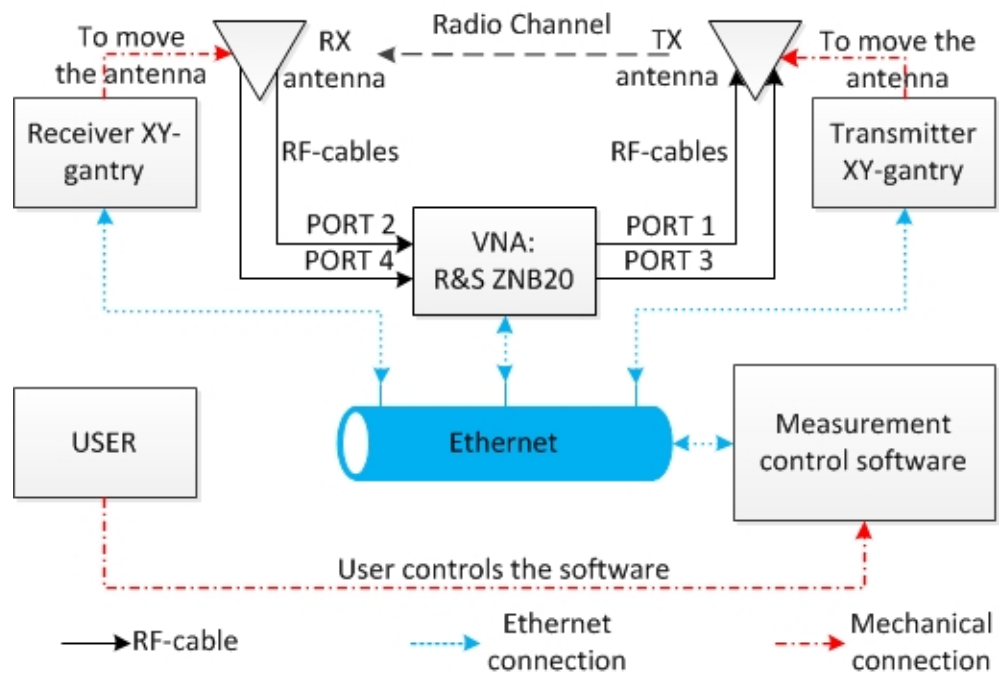 To move
the antenna
RX
antenna
Radio Channel
TX
antenna
To move the
antenna
Receiver XY-
gantry
RF-cables
RF-cables
Transmitter
XY-gantry
PORT 2
PORT 4
VNA:
R&S ZNB20
PORT 1
PORT 3
USER
Ethernet
Measurement
control software
User controls the software
RF-cable
Ethernet
connection
Mechanical
connection